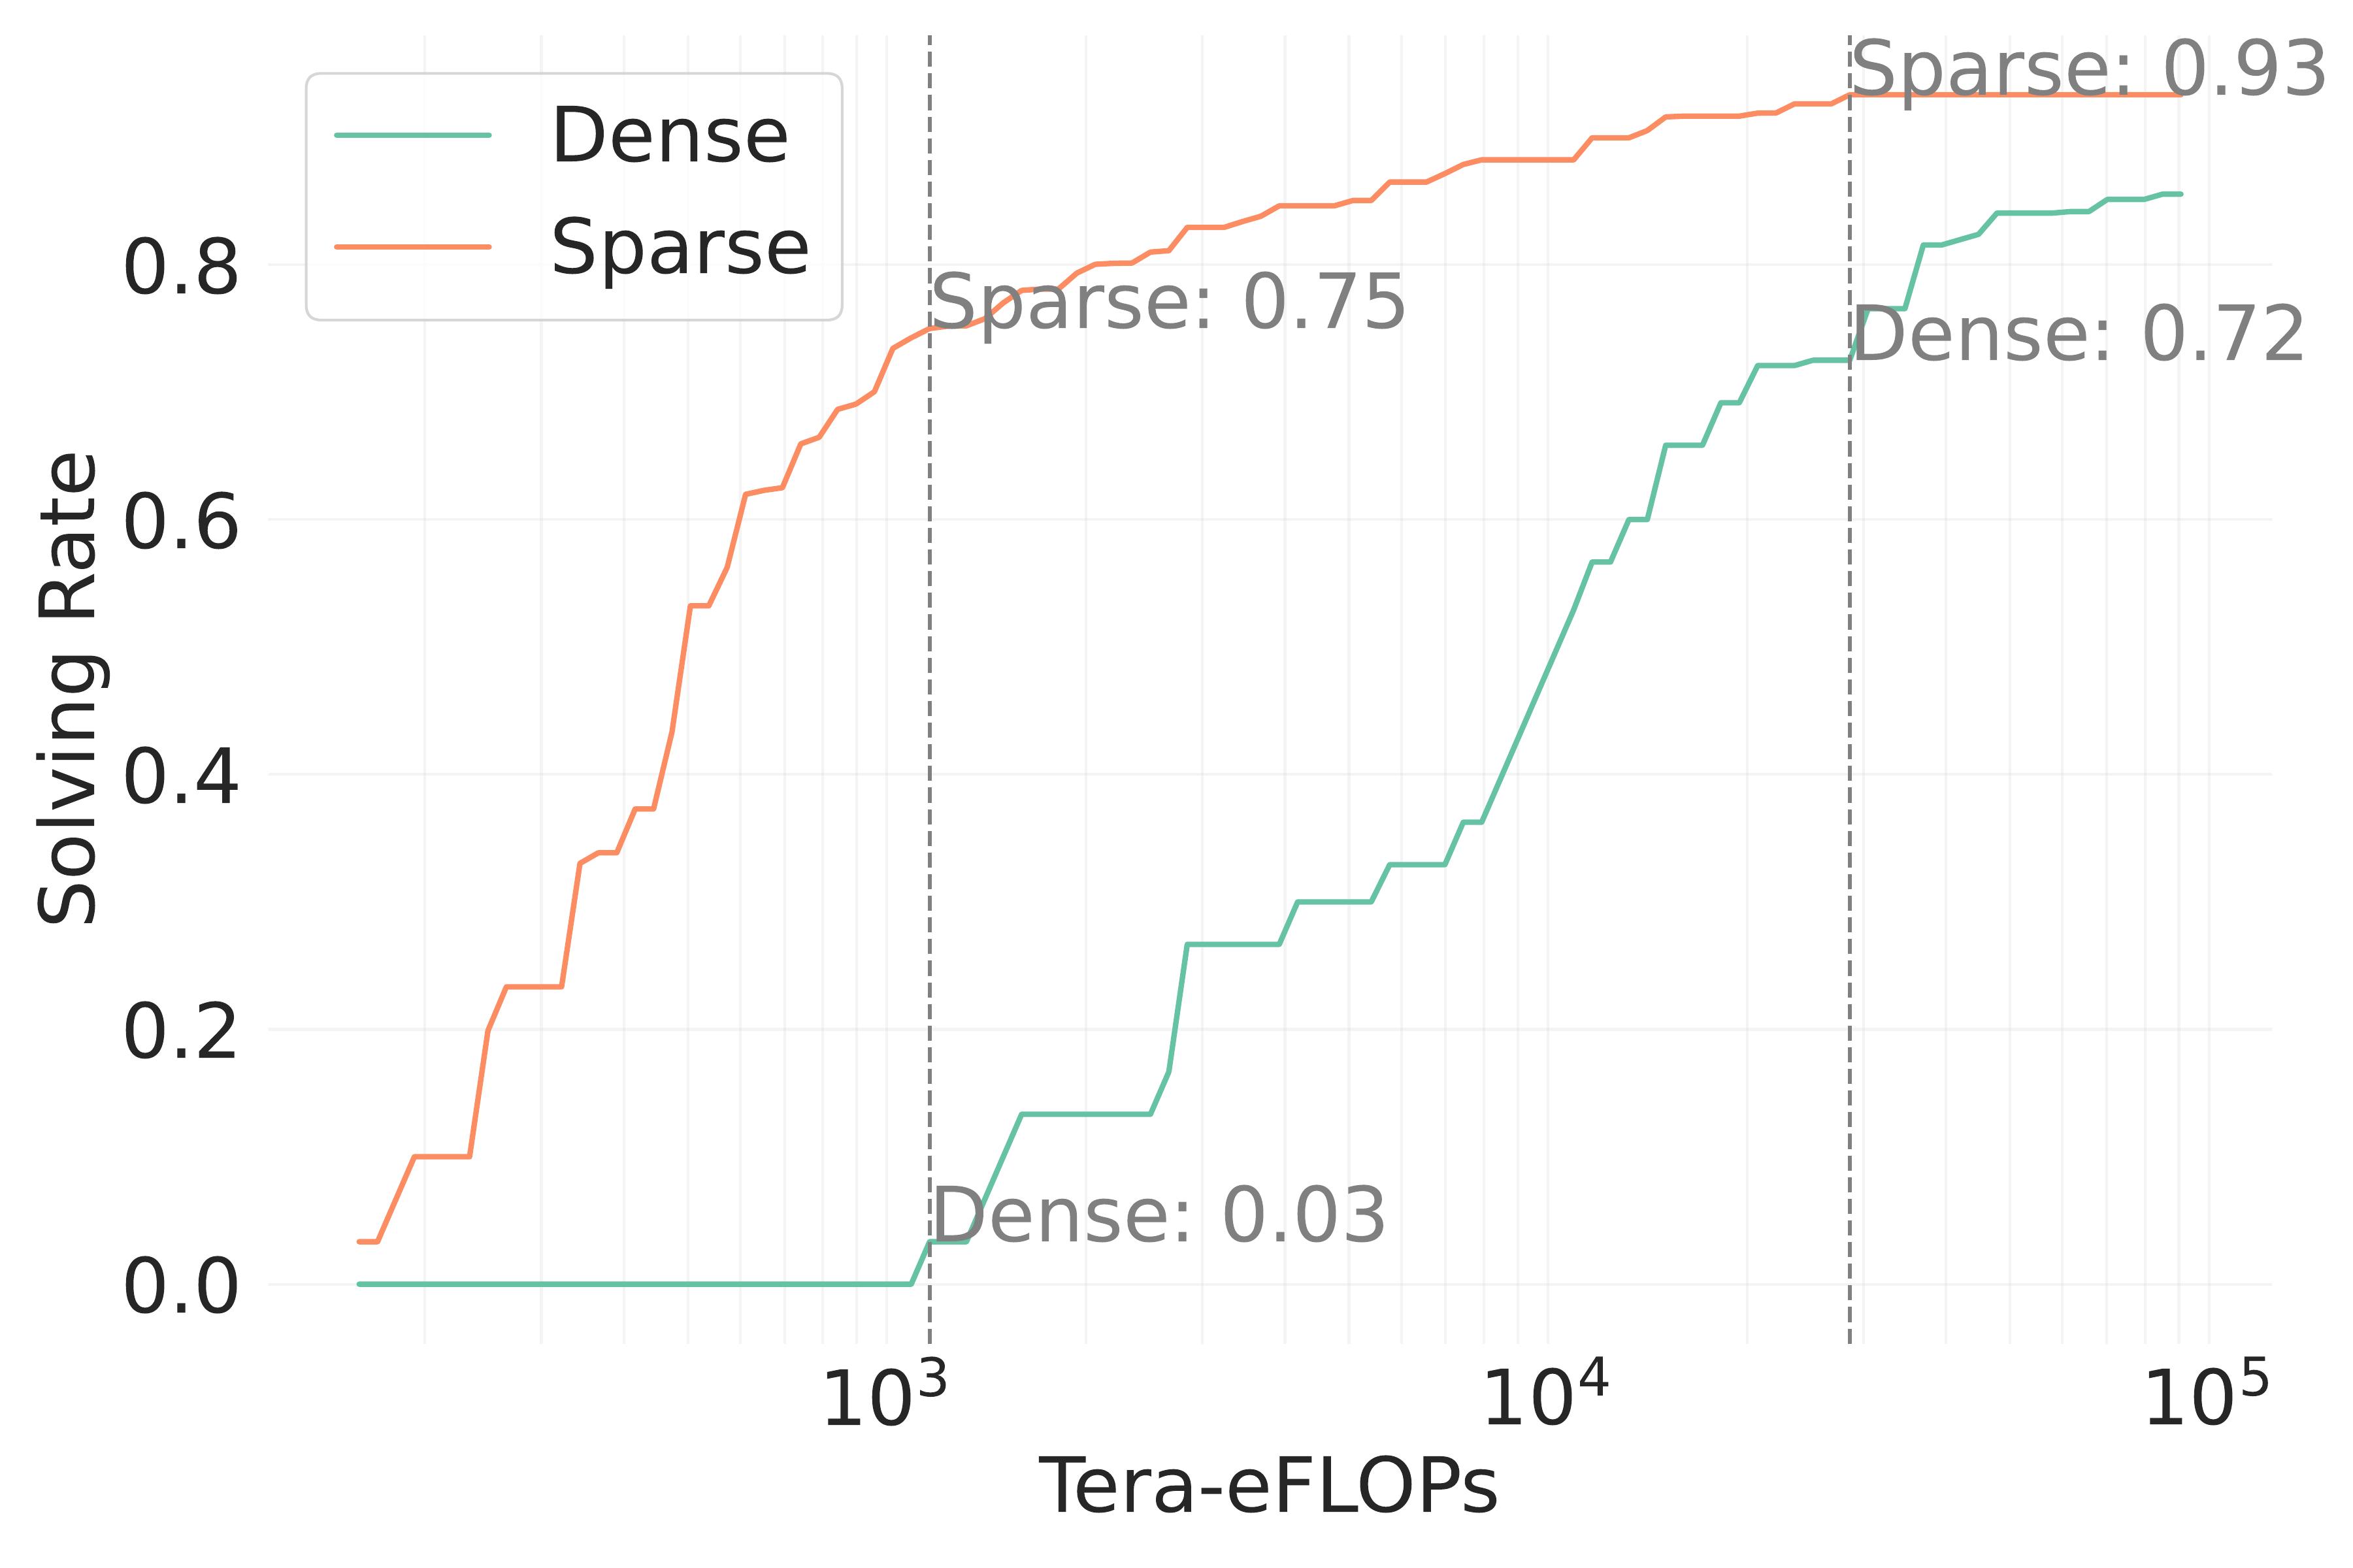 Dense
Sparse
Sparse: 0.93
Sparse: 0.75
Dense: 0.72
Dense: 0.03
Solving Rate
0.8
0.6
0.4
0.2
0.0
10³
10⁴
10⁵
Tera-eFLOPs